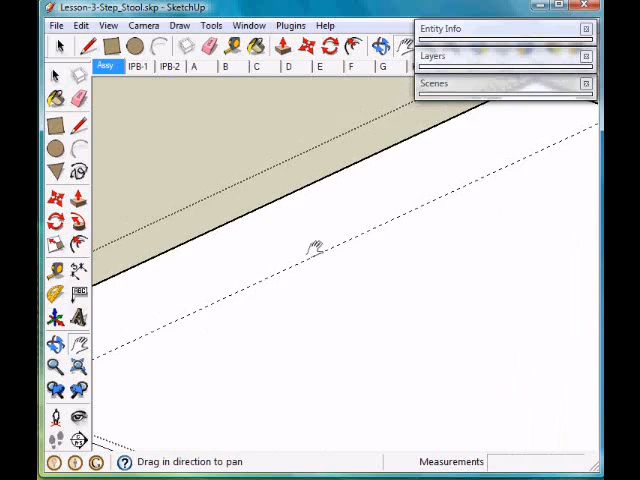 Lesson-3-Step_Stool.skp - SketchUp
File Edit View Camera Draw Tools Window Plugins Help
Entity Info
Layers
Scenes
Assy IPB-1 IPB-2 A B C D E F G
ABC
A
Drag in direction to pan
Measurements